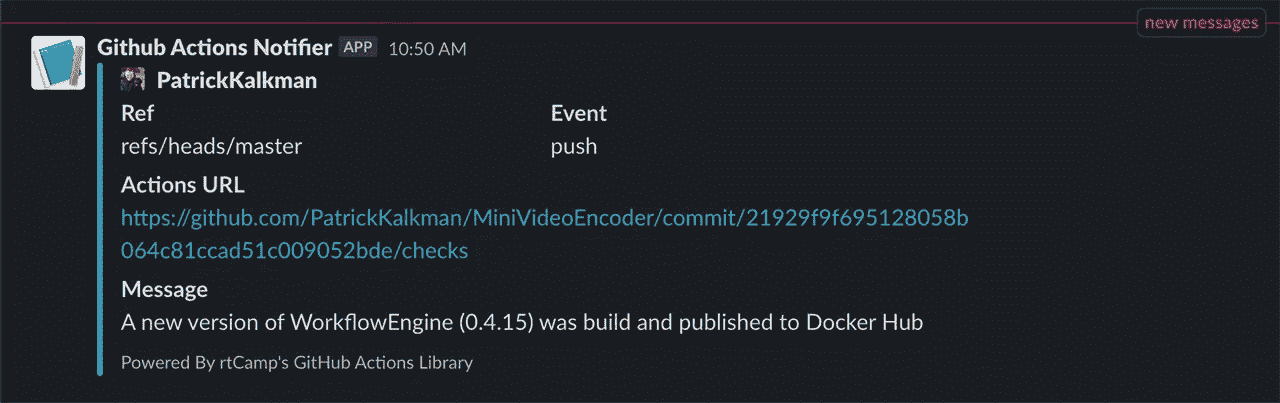 new messages
Github Actions Notifier APP 10:50 AM
PatrickKalkman
Ref Event
refs/heads/master push
Actions URL
https://github.com/PatrickKalkman/MiniVideoEncoder/commit/21929f9f695128058b
064c81ccad51c009052bde/checks
Message
A new version of WorkflowEngine (0.4.15) was build and published to Docker Hub
Powered By rtCamp's GitHub Actions Library